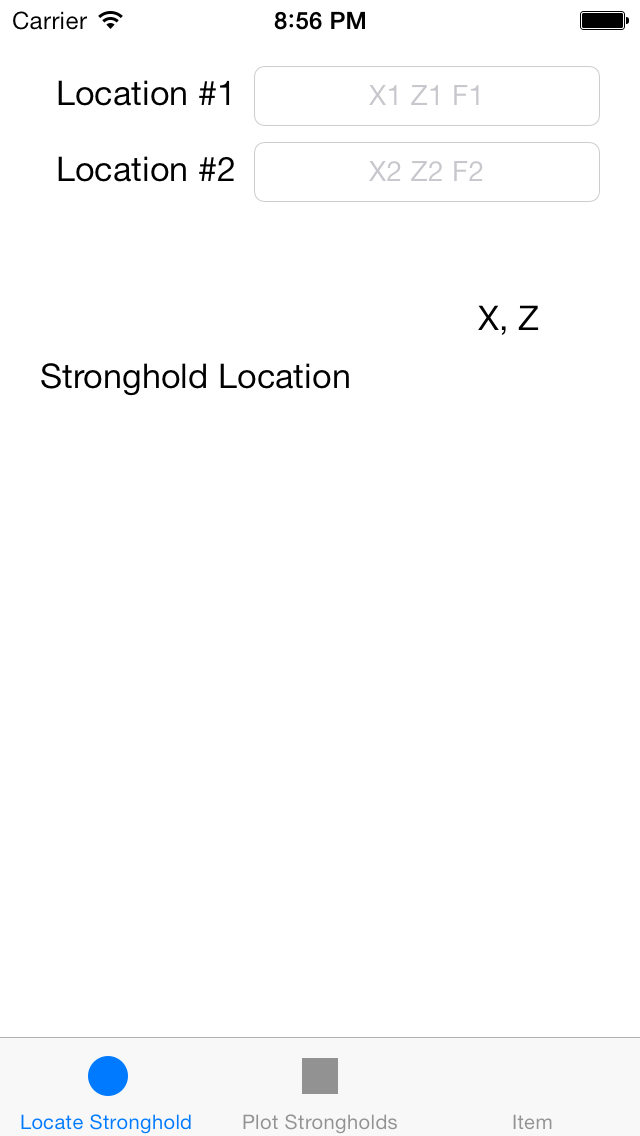 Carrier 8:56 PM
Location #1 X1 Z1 F1
Location #2 X2 Z2 F2
X, Z
Stronghold Location
Locate Stronghold Plot Strongholds Item